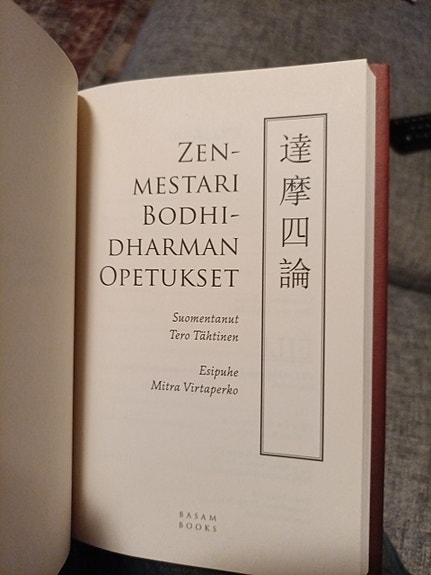 ZEN-
MESTARI
BODHI-
DHARMAN
OPETUKSET
Suomentanut
Tero Tähtinen
Esipuhe
Mitra Virtaperko
BASAM
BOOKS
達摩四論